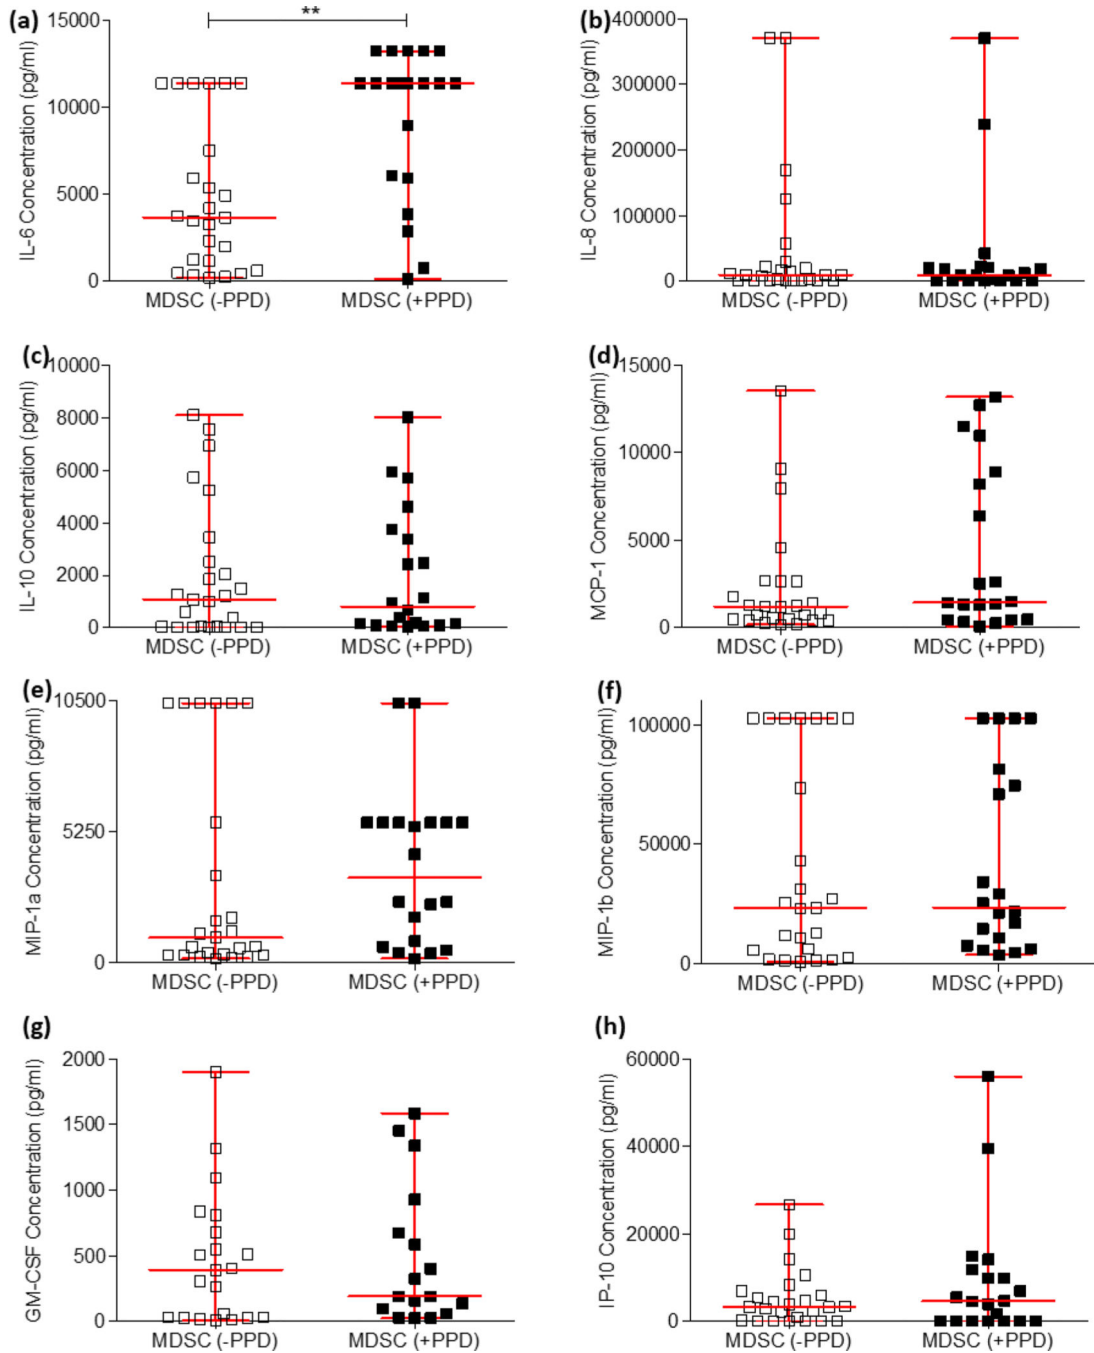 (a)
IL-6 Concentration (pg/ml)
15000
10000
5000
0
**
MDSC (-PPD)
MDSC (+PPD)
(b)
IL-8 Concentration (pg/ml)
400000
300000
200000
100000
0
MDSC (-PPD)
MDSC (+PPD)
(c)
IL-10 Concentration (pg/ml)
10000
8000
6000
4000
2000
0
MDSC (-PPD)
MDSC (+PPD)
(d)
MCP-1 Concentration (pg/ml)
15000
10000
5000
0
MDSC (-PPD)
MDSC (+PPD)
(e)
MIP-1a Concentration (pg/ml)
10500
5250
0
MDSC (-PPD)
MDSC (+PPD)
(f)
MIP-1b Concentration (pg/ml)
100000
50000
0
MDSC (-PPD)
MDSC (+PPD)
(g)
GM-CSF Concentration (pg/ml)
2000
1500
1000
500
0
MDSC (-PPD)
MDSC (+PPD)
(h)
IP-10 Concentration (pg/ml)
60000
40000
20000
0
MDSC (-PPD)
MDSC (+PPD)